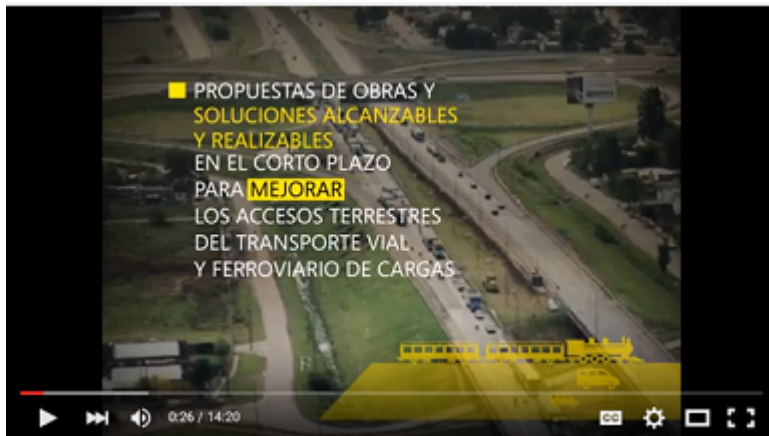 PROPUESTAS DE OBRAS Y
SOLUCIONES ALCANZABLES
Y REALIZABLES
EN EL CORTO PLAZO
PARA MEJORAR
LOS ACCESOS TERRESTRES
DEL TRANSPORTE VIAL
Y FERROVIARIO DE CARGAS
0:26 / 14:20
CC